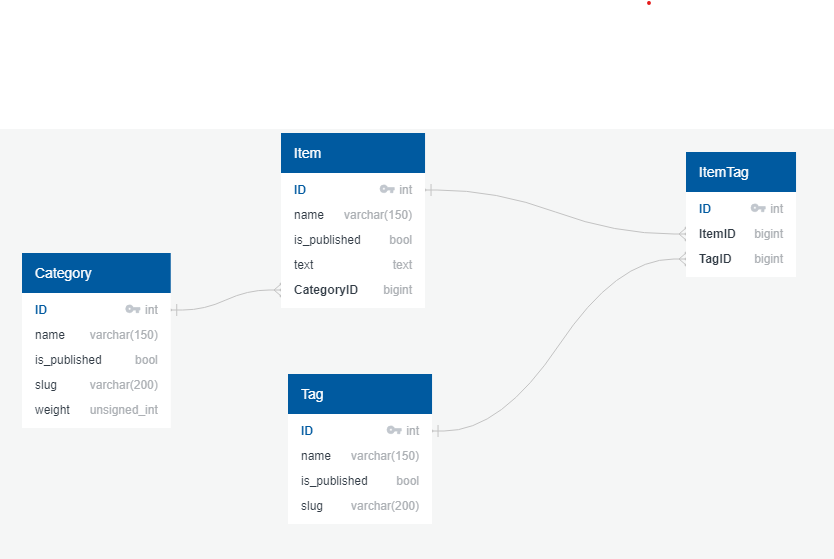 Item
ID int
name varchar(150)
is_published bool
text text
CategoryID bigint
ItemTag
ID int
ItemID bigint
TagID bigint
Category
ID int
name varchar(150)
is_published bool
slug varchar(200)
weight unsigned_int
Tag
ID int
name varchar(150)
is_published bool
slug varchar(200)